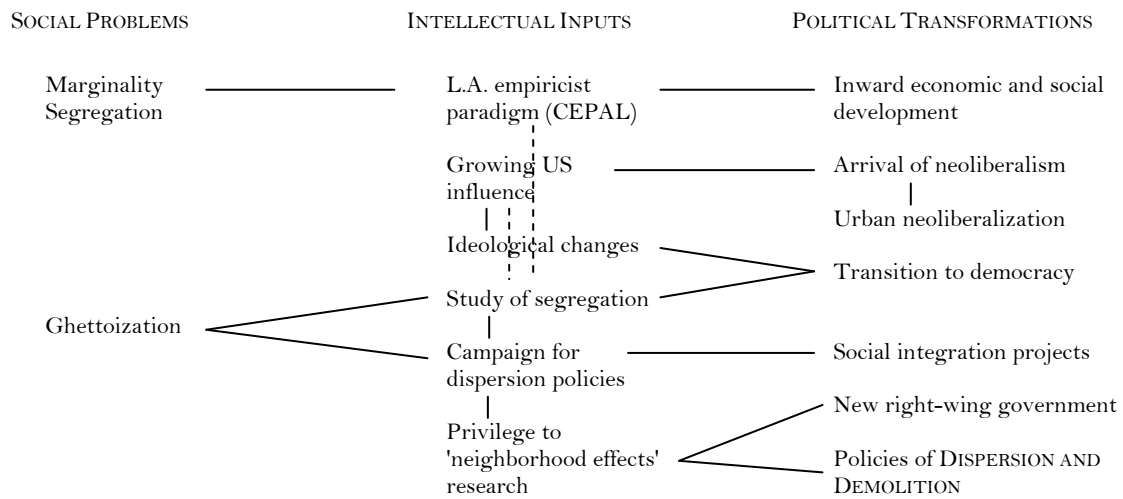 SOCIAL PROBLEMS
INTELLECTUAL INPUTS
POLITICAL TRANSFORMATIONS
Marginality
Segregation
L.A. empiricist
paradigm (CEPAL)
Inward economic and social
development
Growing US
influence
Arrival of neoliberalism
Urban neoliberalization
Ideological changes
Transition to democracy
Study of segregation
Ghettoization
Campaign for
dispersion policies
Social integration projects
New right-wing government
Privilege to
'neighborhood effects'
research
Policies of DISPERSION AND
DEMOLITION